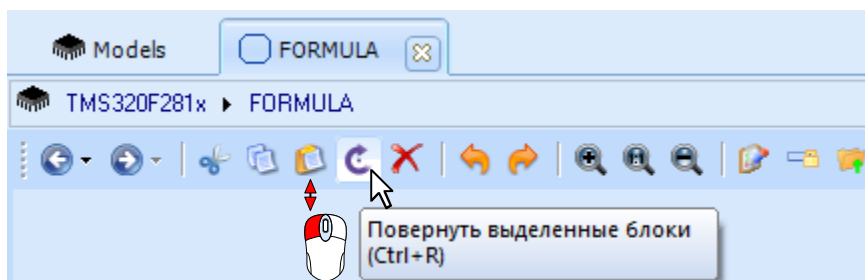 Models FORMULA
TMS320F281x FORMULA
Повернуть выделенные блоки
(Ctrl+R)